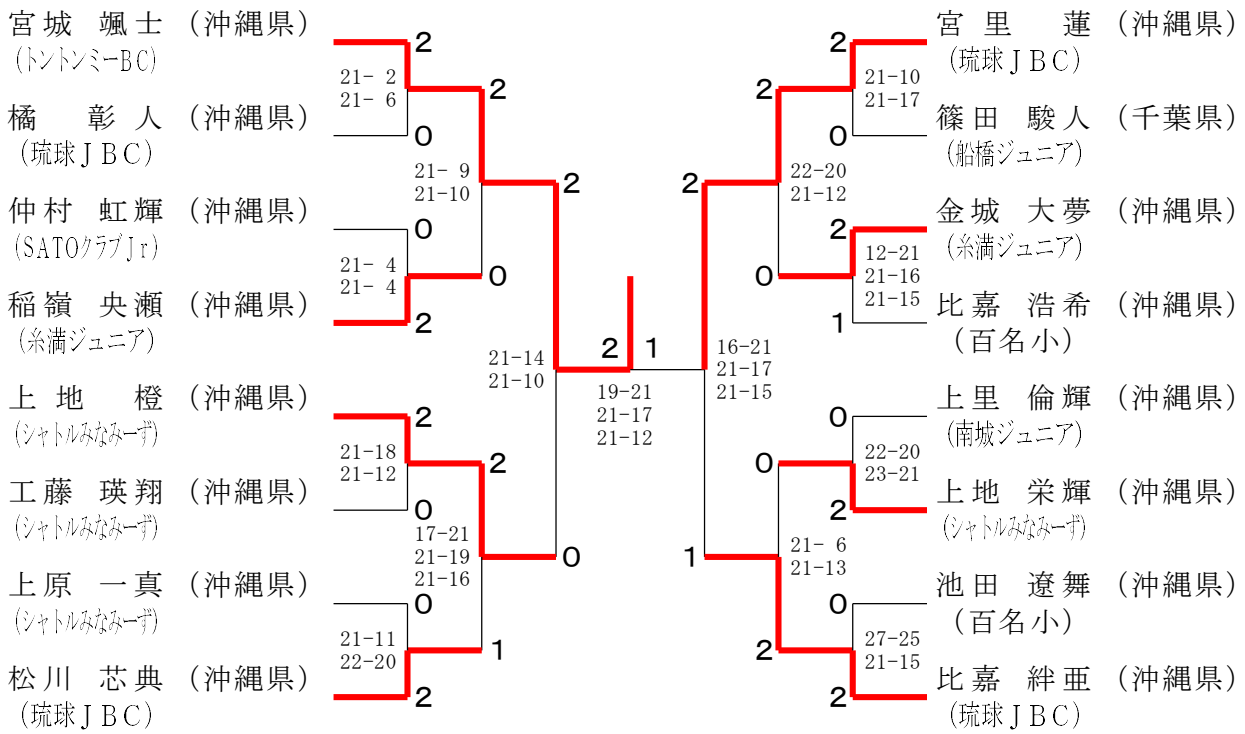 宮城 颯士 (沖縄県)
(トントンミーBC)
橘 彰人 (沖縄県)
(琉球JBC)
仲村 虹輝 (沖縄県)
(SATOクラブJr)
稲嶺 央瀬 (沖縄県)
(糸満ジュニア)
上地 橙 (沖縄県)
(シャトルみなみーず)
工藤 瑛翔 (沖縄県)
(シャトルみなみーず)
上原 一真 (沖縄県)
(シャトルみなみーず)
松川 芯典 (沖縄県)
(琉球JBC)
2
21- 2
21- 6
0
0
21- 4
21- 4
2
2
21-18
21-12
0
0
21-11
22-20
2
2
21- 9
21-10
0
2
17-21
21-19
21-16
1
2
21-14
21-10
0
2 1
19-21
21-17
21-12
2
16-21
21-17
21-15
1
2
22-20
21-12
0
0
21- 6
21-13
2
2
21-10
21-17
0
2
12-21
21-16
21-15
1
0
22-20
23-21
2
0
27-25
21-15
2
宮里 蓮 (沖縄県)
(琉球JBC)
篠田 駿人 (千葉県)
(船橋ジュニア)
金城 大夢 (沖縄県)
(糸満ジュニア)
比嘉 浩希 (沖縄県)
(百名小)
上里 倫輝 (沖縄県)
(南城ジュニア)
上地 栄輝 (沖縄県)
(シャトルみなみーず)
池田 遼舞 (沖縄県)
(百名小)
比嘉 絆亜 (沖縄県)
(琉球JBC)